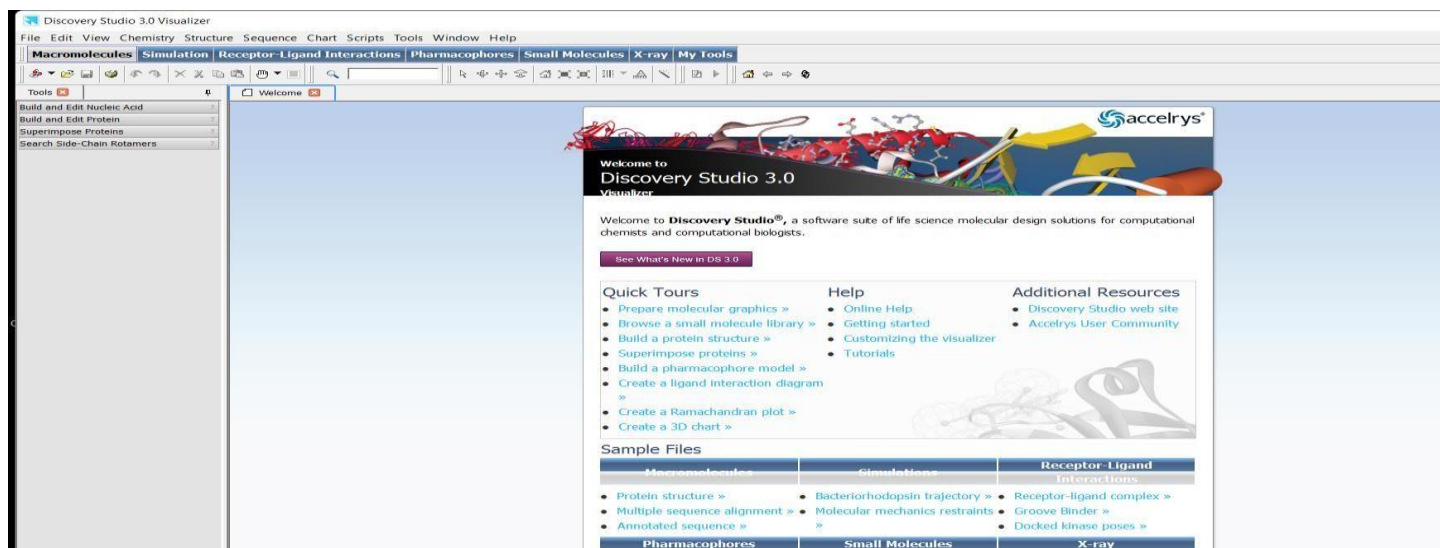 Discovery Studio 3.0 Visualizer
File Edit View Chemistry Structure Sequence Chart Scripts Tools Window Help
Macromolecules Simulation Receptor-Ligand Interactions Pharmacophores Small Molecules X-ray My Tools
Tools Welcome
Build and Edit Nucleic Acid
Build and Edit Protein
Superimpose Proteins
Search Side-Chain Rotamers
accelrys®
Welcome to
Discovery Studio 3.0
Visualizer
Welcome to Discovery Studio®, a software suite of life science molecular design solutions for computational
chemists and computational biologists.
See What's New in DS 3.0
Quick Tours
Prepare molecular graphics »
Browse a small molecule library »
Build a protein structure »
Superimpose proteins »
Build a pharmacophore model »
Create a ligand interaction diagram
»
Create a Ramachandran plot »
Create a 3D chart »
Help
Online Help
Getting started
Customizing the visualizer
Tutorials
Additional Resources
Discovery Studio web site
Accelrys User Community
Sample Files
Macromolecules
Protein structure »
Multiple sequence alignment »
Annotated sequence »
Simulations
Bacteriorhodopsin trajectory »
Molecular mechanics restraints
»
Receptor-Ligand
Interactions
Receptor-ligand complex »
Groove Binder »
Docked kinase poses »
Pharmacophores Small Molecules X-ray